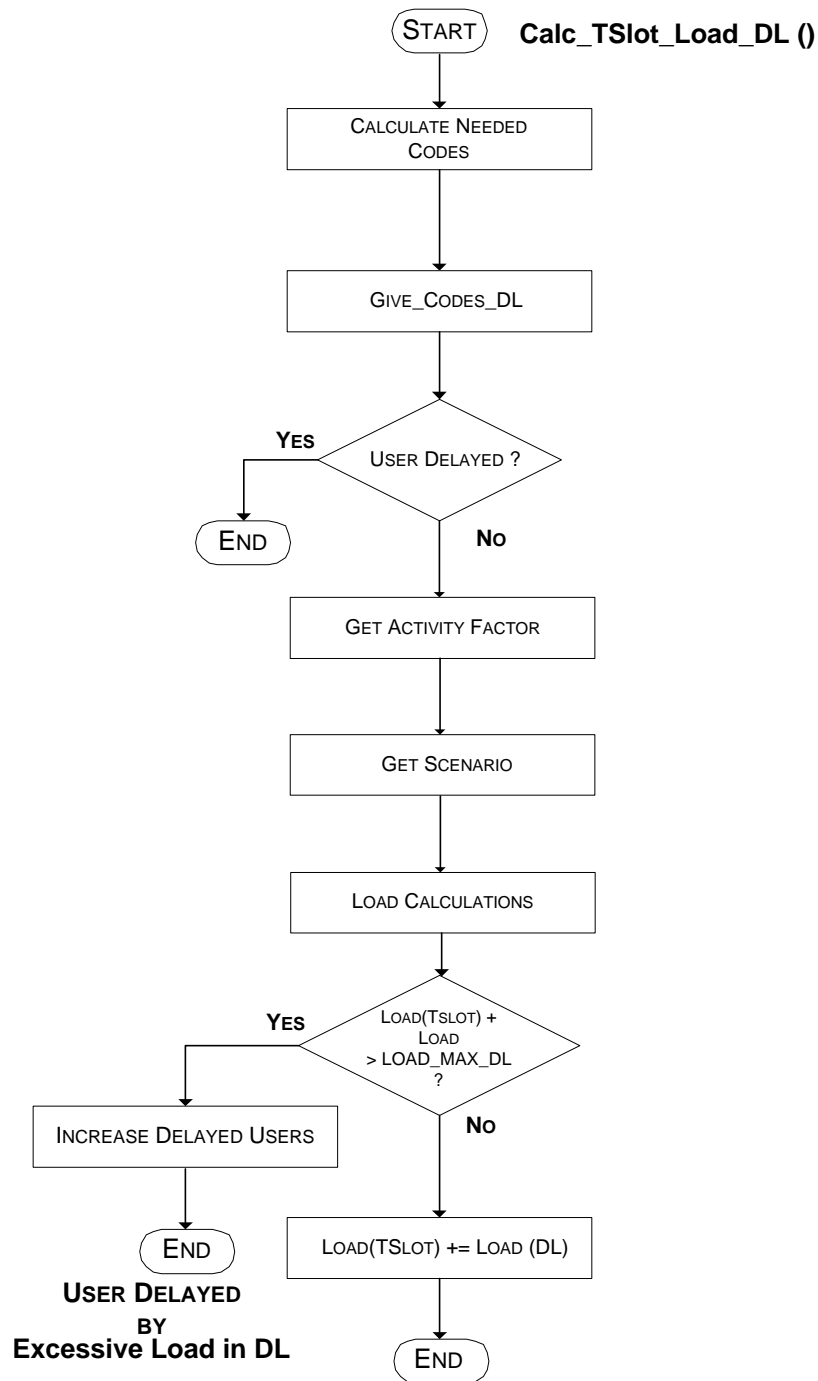 START
Calc_TSlot_Load_DL ()
CALCULATE NEEDED
CODES
GIVE_CODES_DL
YES
USER DELAYED ?
END
NO
GET ACTIVITY FACTOR
GET SCENARIO
LOAD CALCULATIONS
YES
LOAD(TSLOT) +
LOAD
> LOAD_MAX_DL
?
NO
INCREASE DELAYED USERS
END
LOAD(TSLOT) += LOAD (DL)
USER DELAYED
BY
Excessive Load in DL
END